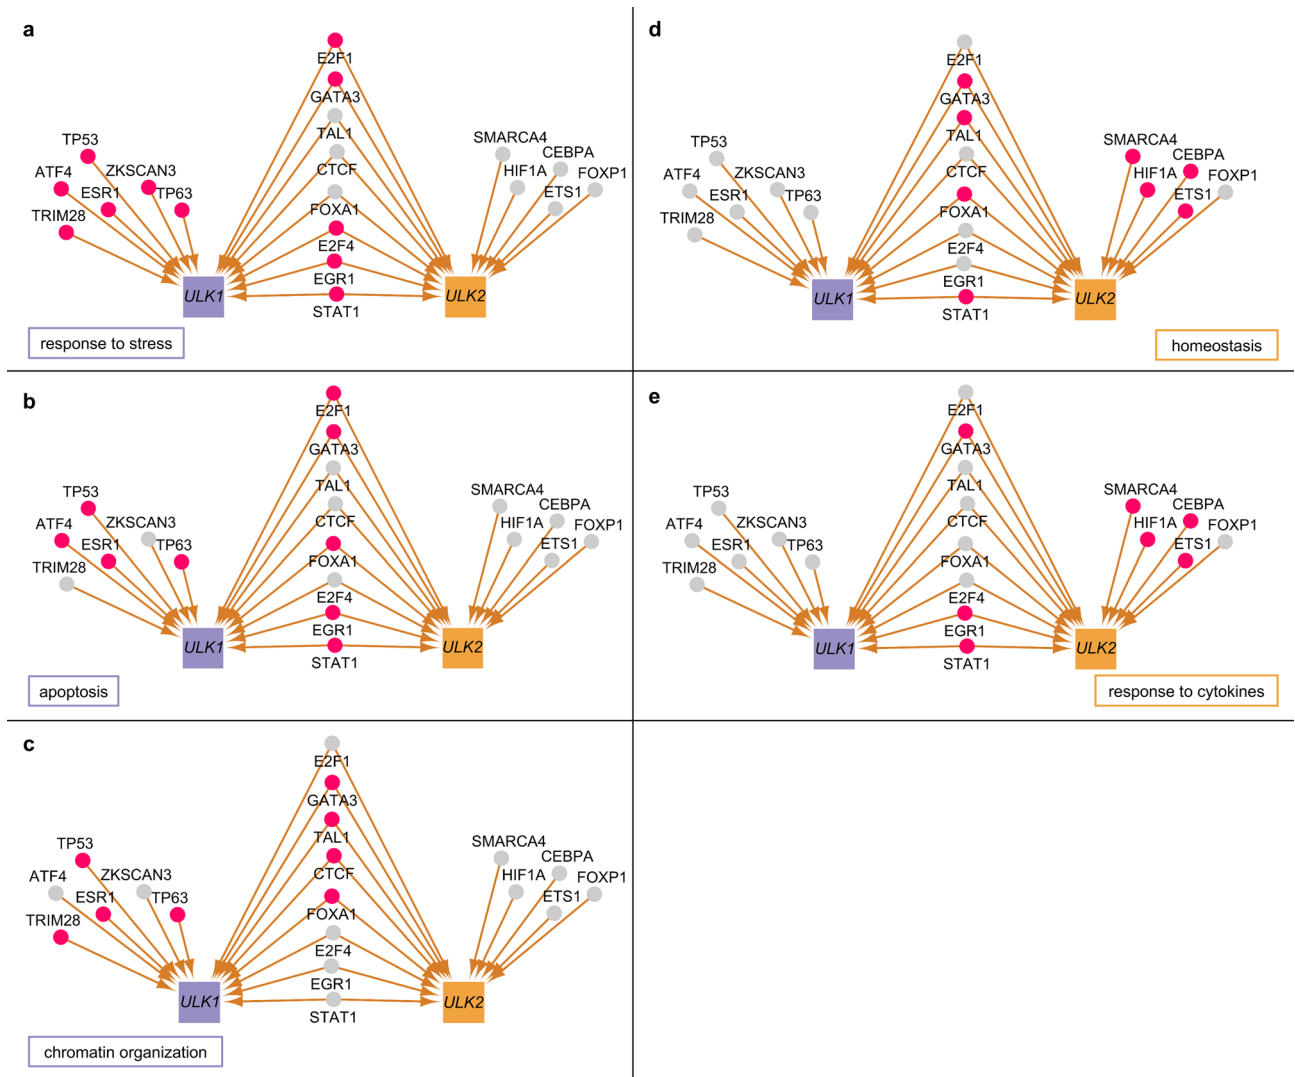 a
E2F1
GATA3
TAL1
CTCF
FOXA1
E2F4
EGR1
STAT1
TP53
ATF4
ZKSCAN3
ESR1
TP63
TRIM28
SMARCA4
CEBPA
HIF1A
FOXP1
ETS1
ULK1
ULK2
response to stress
d
E2F1
GATA3
TAL1
CTCF
FOXA1
E2F4
EGR1
STAT1
TP53
ATF4
ZKSCAN3
ESR1
TP63
TRIM28
SMARCA4
CEBPA
HIF1A
FOXP1
ETS1
ULK1
ULK2
homeostasis
b
E2F1
GATA3
TAL1
CTCF
FOXA1
E2F4
EGR1
STAT1
TP53
ATF4
ZKSCAN3
ESR1
TP63
TRIM28
SMARCA4
CEBPA
HIF1A
FOXP1
ETS1
ULK1
ULK2
apoptosis
e
E2F1
GATA3
TAL1
CTCF
FOXA1
E2F4
EGR1
STAT1
TP53
ATF4
ZKSCAN3
ESR1
TP63
TRIM28
SMARCA4
CEBPA
HIF1A
FOXP1
ETS1
ULK1
ULK2
response to cytokines
c
E2F1
GATA3
TAL1
CTCF
FOXA1
E2F4
EGR1
STAT1
TP53
ATF4
ZKSCAN3
ESR1
TP63
TRIM28
SMARCA4
CEBPA
HIF1A
FOXP1
ETS1
ULK1
ULK2
chromatin organization